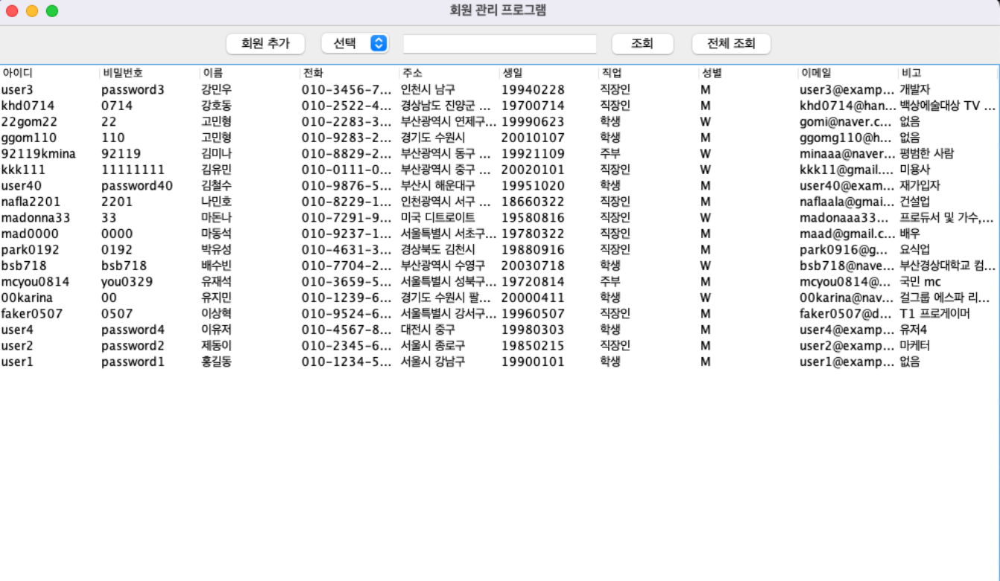 회원 관리 프로그램
회원 추가 선택 조회 전체 조회
아이디 비밀번호 이름 전화 주소 생일 직업 성별 이메일 비고
user3 password3 강민우 010-3456-7... 인천시 남구 19940228 직장인 M user3@examp... 개발자
khd0714 0714 강호동 010-2522-4... 경상남도 진양군 ... 19700714 직장인 M khd0714@han... 백상예술대상 TV ...
22gom22 22 고민형 010-2283-3... 부산광역시 연제구... 19990623 학생 W gomi@naver.c... 없음
ggom110 110 고민형 010-9283-2... 경기도 수원시 20010107 학생 M ggomg110@h... 없음
92119kmina 92119 김미나 010-8829-2... 부산광역시 동구 ... 19921109 주부 W minaaa@naver... 평범한 사람
kkk111 11111111 김유민 010-0111-0... 부산광역시 중구 ... 20020101 직장인 W kkk11@gmail.... 미용사
user40 password40 김철수 010-9876-5... 부산시 해운대구 19951020 학생 M user40@exam... 재가입자
nafla2201 2201 나민호 010-8229-1... 인천광역시 서구 ... 18660322 직장인 M naflaala@gmai... 건설업
madonna33 33 마돈나 010-7291-9... 미국 디트로이트 19580816 직장인 W madonaaa33... 프로듀서 및 가수,...
mad0000 0000 마동석 010-9237-1... 서울특별시 서초구... 19780322 직장인 M maad@gmail.c... 배우
park0192 0192 박유성 010-4631-3... 경상북도 김천시 19880916 직장인 M park0916@g... 요식업
bsb718 bsb718 배수빈 010-7704-2... 부산광역시 수영구 20030718 학생 W bsb718@nave... 부산경상대학교 컴...
mcyou0814 you0329 유재석 010-3659-5... 서울특별시 성북구... 19720814 주부 M mcyou0814@... 국민 mc
00karina 00 유지민 010-1239-6... 경기도 수원시 팔... 20000411 학생 W 00karina@nav... 걸그룹 에스파 리...
faker0507 0507 이상혁 010-9524-6... 서울특별시 강서구... 19960507 직장인 M faker0507@d... T1 프로게이머
user4 password4 이유저 010-4567-8... 대전시 중구 19980303 학생 M user4@examp... 유저4
user2 password2 제동이 010-2345-6... 서울시 종로구 19850215 직장인 M user2@examp... 마케터
user1 password1 홍길동 010-1234-5... 서울시 강남구 19900101 학생 M user1@examp... 없음